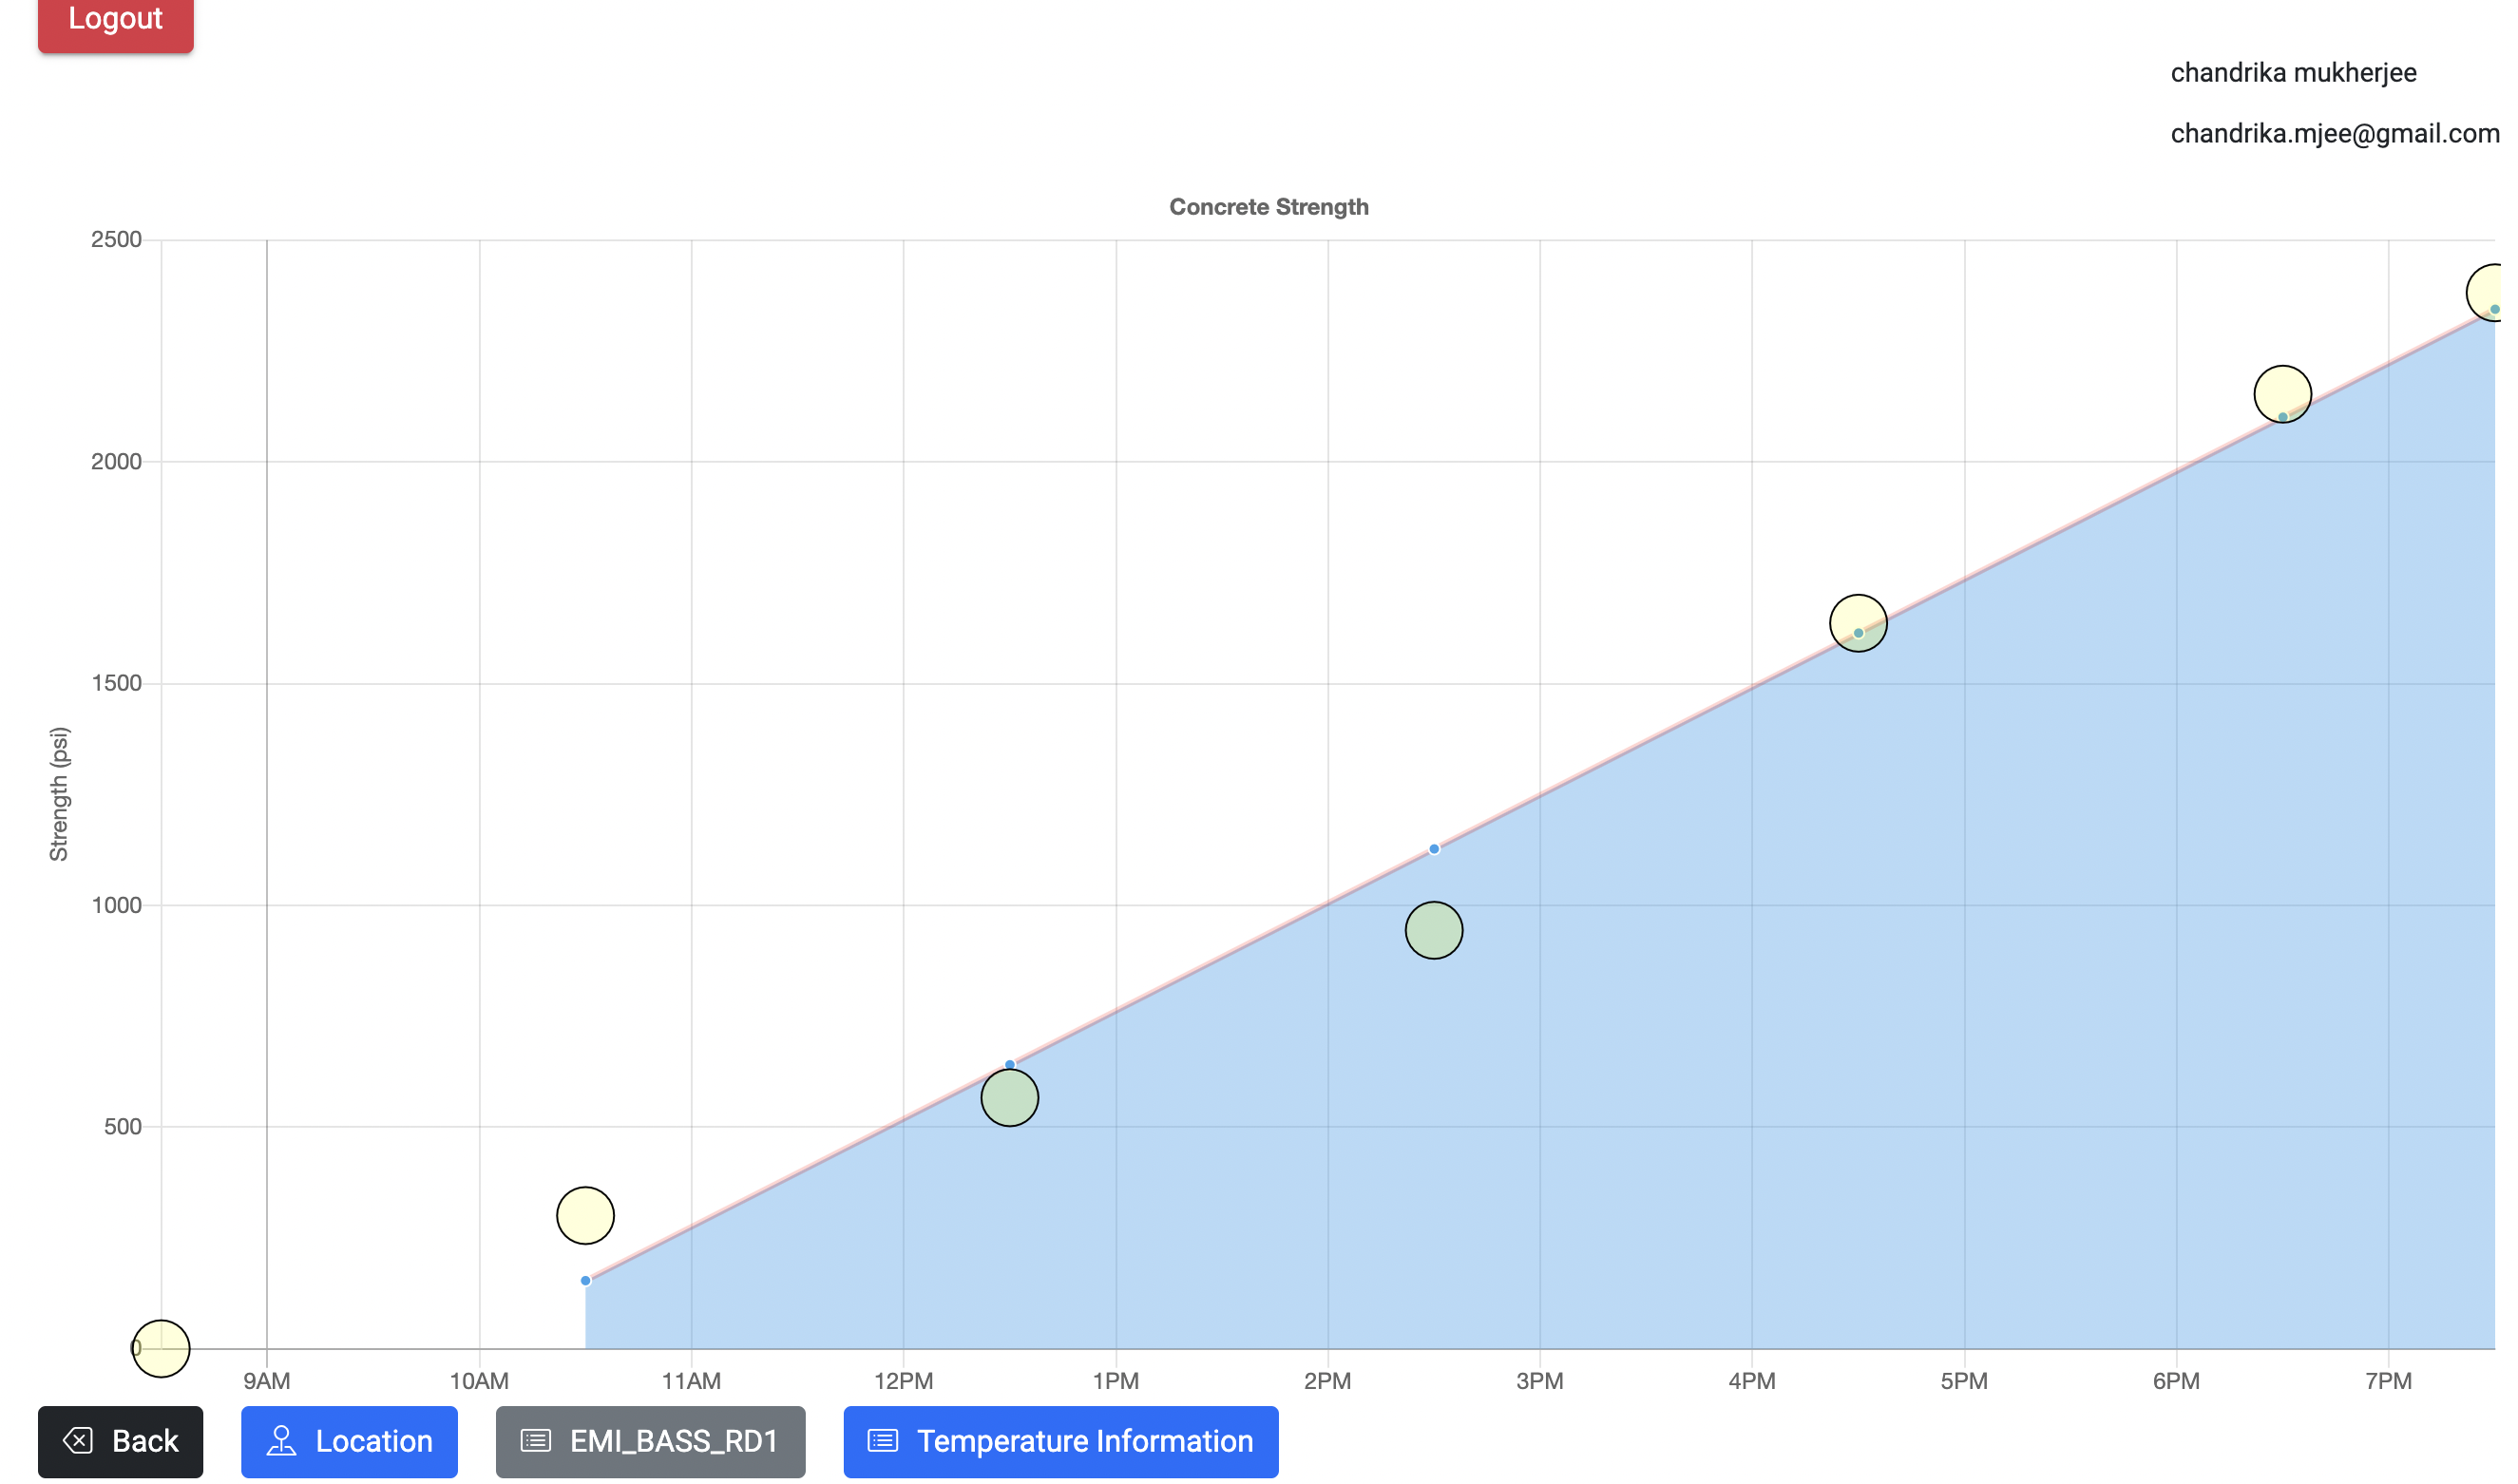 Logout
chandrika mukherjee
chandrika.mjee@gmail.com
Concrete Strength
2500
2000
1500
1000
500
0
Strength (psi)
9AM 10AM 11AM 12PM 1PM 2PM 3PM 4PM 5PM 6PM 7PM
Back Location EMI_BASS_RD1 Temperature Information